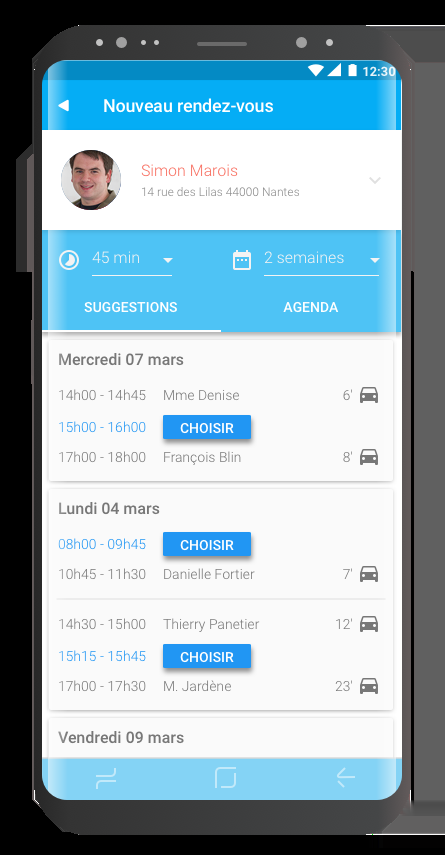 12:30
Nouveau rendez-vous
Simon Marois
14 rue des Lilas 44000 Nantes
45 min 2 semaines
SUGGESTIONS AGENDA
Mercredi 07 mars
14h00 - 14h45 Mme Denise 6'
15h00 - 16h00 CHOISIR
17h00 - 18h00 François Blin 8'
Lundi 04 mars
08h00 - 09h45 CHOISIR
10h45 - 11h30 Danielle Fortier 7'
14h30 - 15h00 Thierry Panetier 12'
15h15 - 15h45 CHOISIR
17h00 - 17h30 M. Jardène 23'
Vendredi 09 mars